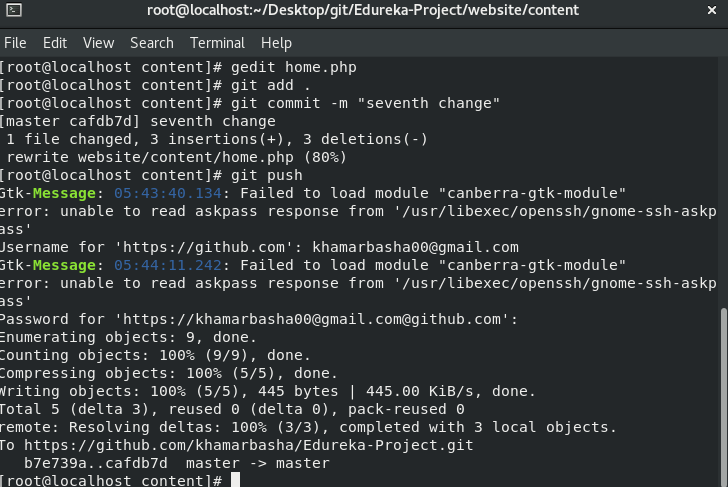 root@localhost:~/Desktop/git/Edureka-Project/website/content
File Edit View Search Terminal Help
[root@localhost content]# gedit home.php
[root@localhost content]# git add .
[root@localhost content]# git commit -m "seventh change"
[master cafdb7d] seventh change
 1 file changed, 3 insertions(+), 3 deletions(-)
 rewrite website/content/home.php (80%)
[root@localhost content]# git push
Gtk-Message: 05:43:40.134: Failed to load module "canberra-gtk-module"
error: unable to read askpass response from '/usr/libexec/openssh/gnome-ssh-askp
ass'
Username for 'https://github.com': khamarbasha00@gmail.com
Gtk-Message: 05:44:11.242: Failed to load module "canberra-gtk-module"
error: unable to read askpass response from '/usr/libexec/openssh/gnome-ssh-askp
ass'
Password for 'https://khamarbasha00@gmail.com@github.com':
Enumerating objects: 9, done.
Counting objects: 100% (9/9), done.
Compressing objects: 100% (5/5), done.
Writing objects: 100% (5/5), 445 bytes | 445.00 KiB/s, done.
Total 5 (delta 3), reused 0 (delta 0), pack-reused 0
remote: Resolving deltas: 100% (3/3), completed with 3 local objects.
To https://github.com/khamarbasha/Edureka-Project.git
   b7e739a..cafdb7d  master -> master
[root@localhost content]#